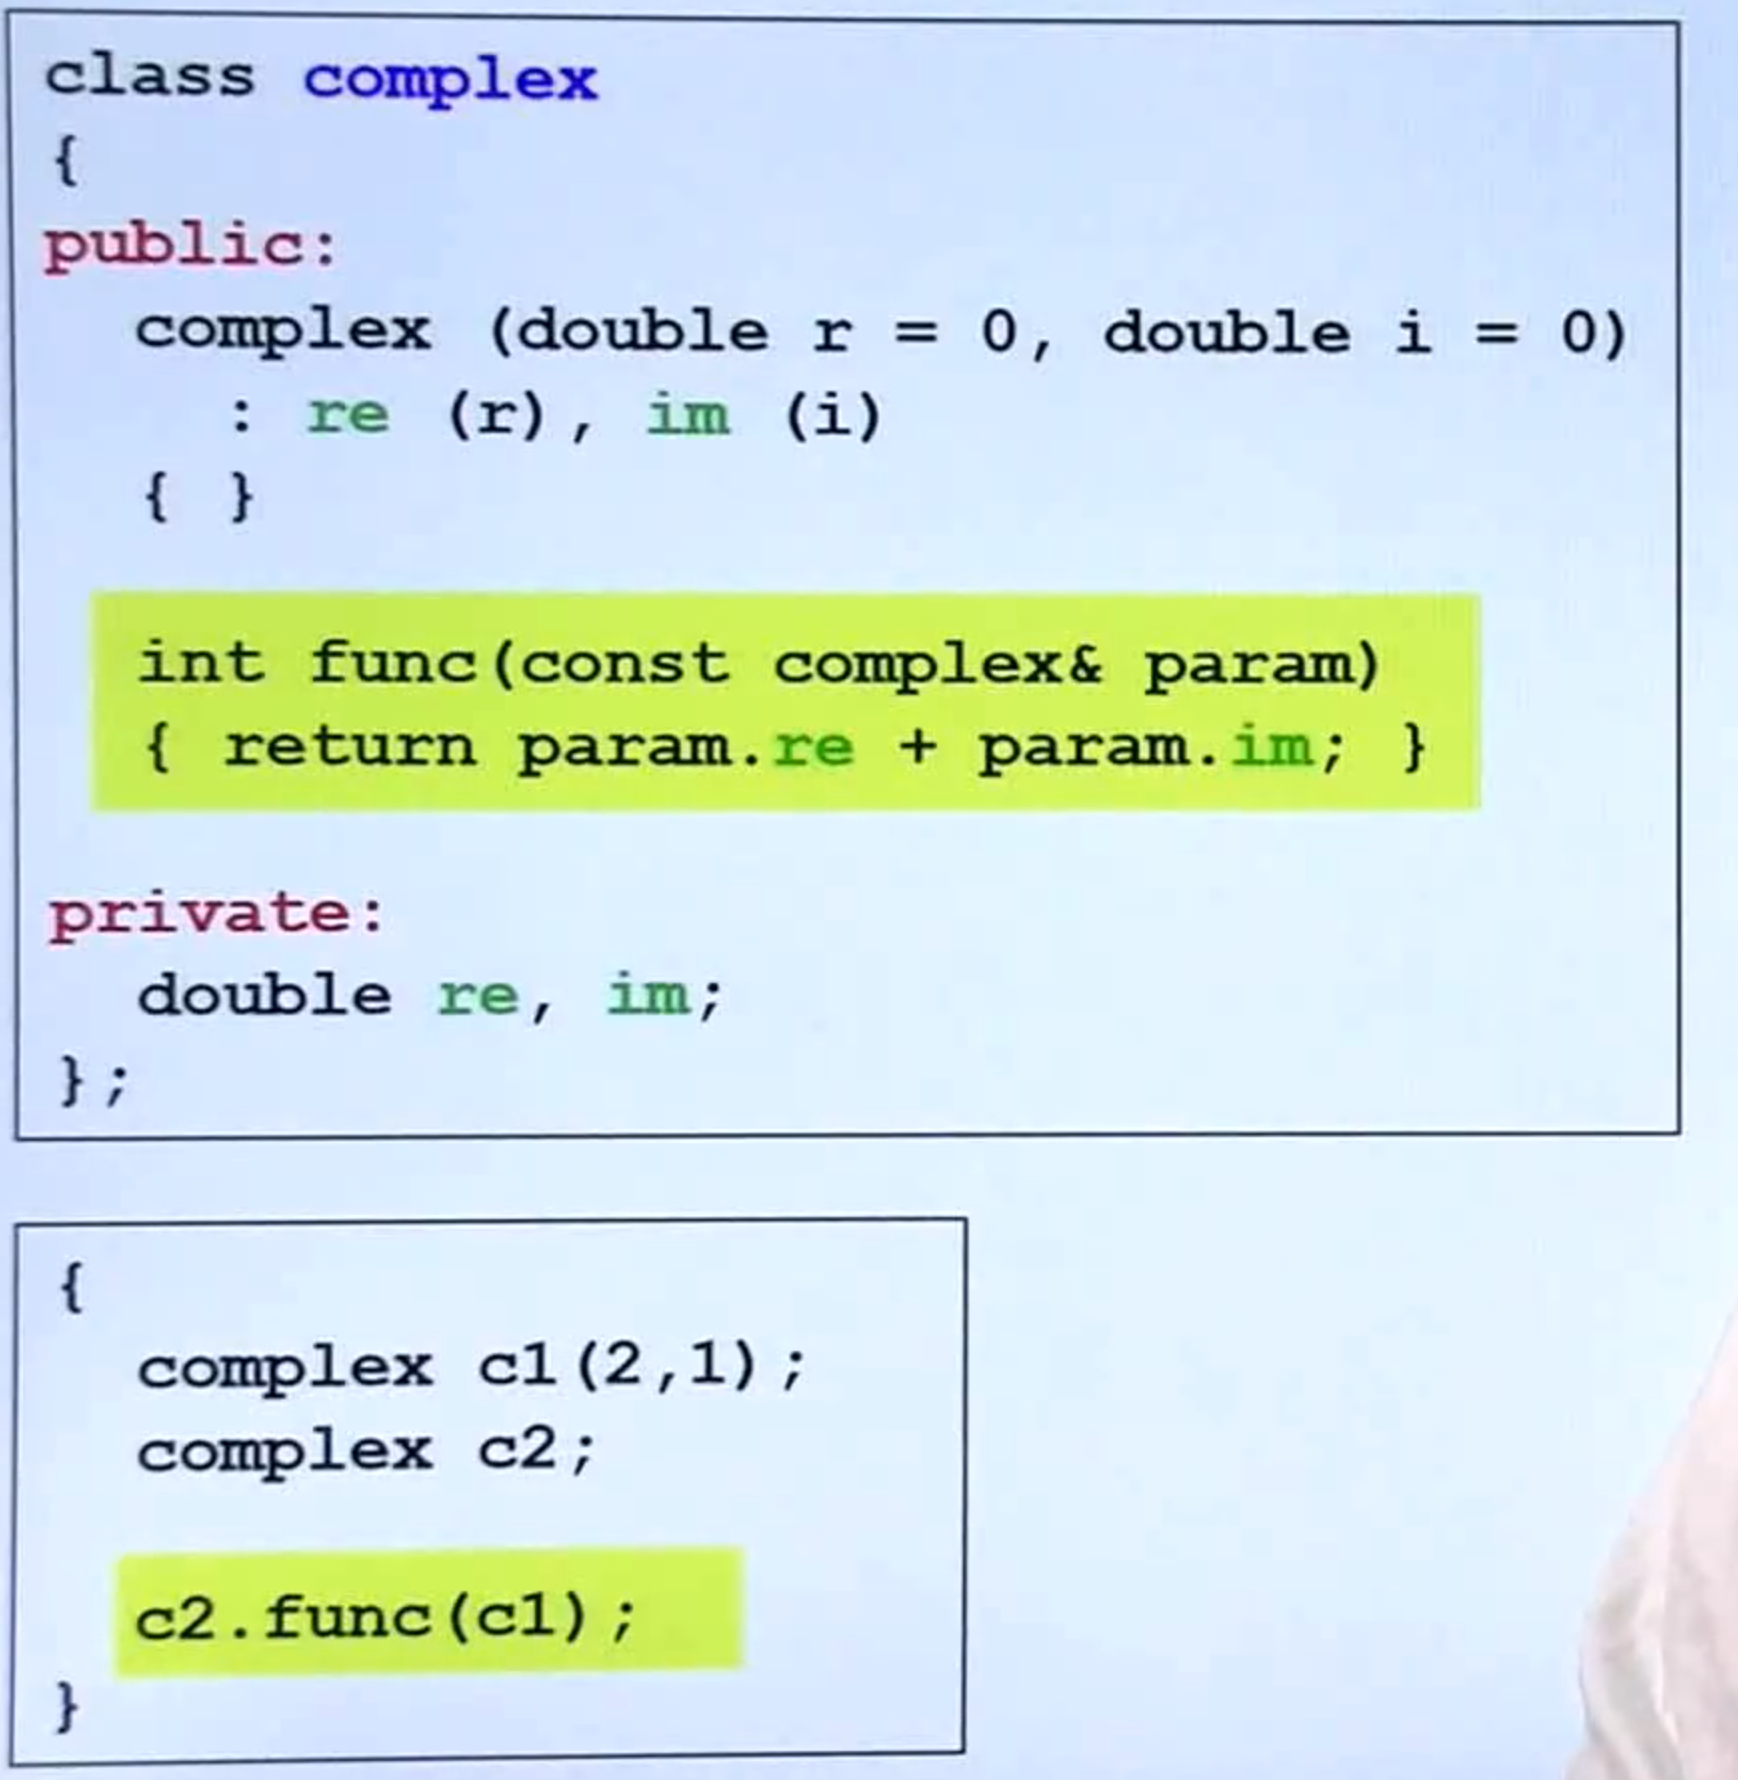 class complex
{
public:
complex (double r = 0, double i = 0)
: re (r), im (i)
{ }
int func(const complex& param)
{ return param.re + param.im; }
private:
double re, im;
};
{
complex c1(2,1);
complex c2;
c2.func(c1);
}